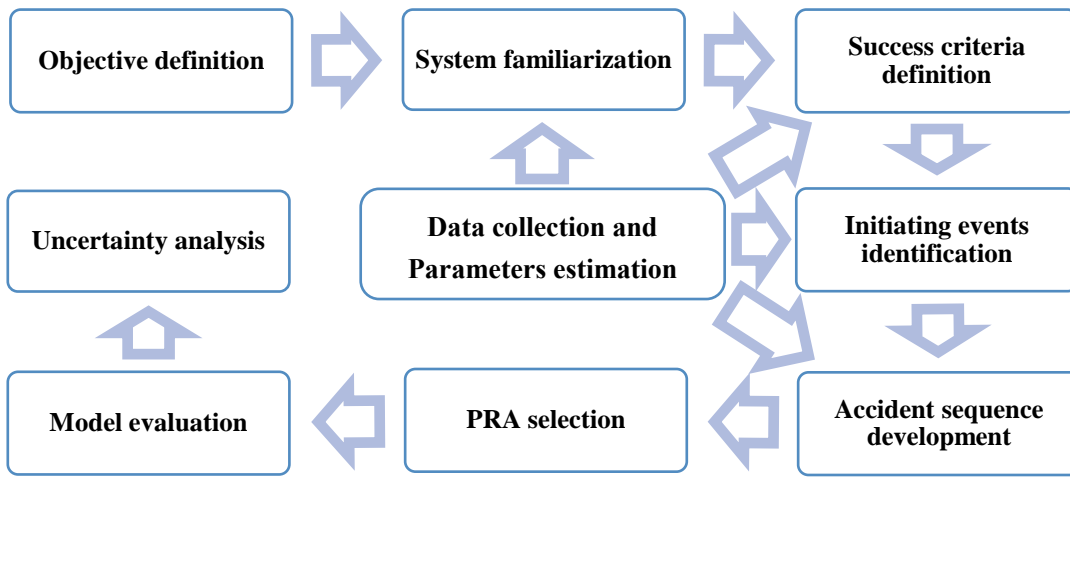 Objective definition
System familiarization
Success criteria
definition
Uncertainty analysis
Data collection and
Parameters estimation
Initiating events
identification
Model evaluation
PRA selection
Accident sequence
development